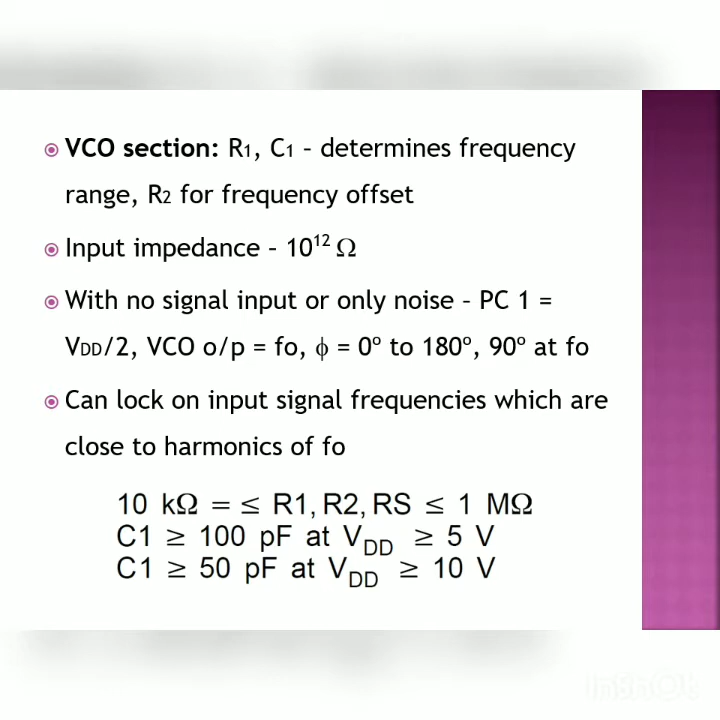 VCO section: R1, C1 – determines frequency
range, R2 for frequency offset
Input impedance – 10¹² Ω
With no signal input or only noise – PC 1 =
VDD/2, VCO o/p = fo, ϕ = 0º to 180º, 90º at fo
Can lock on input signal frequencies which are
close to harmonics of fo
10 kΩ = ≤ R1, R2, RS ≤ 1 MΩ
C1 ≥ 100 pF at VDD ≥ 5 V
C1 ≥ 50 pF at VDD ≥ 10 V